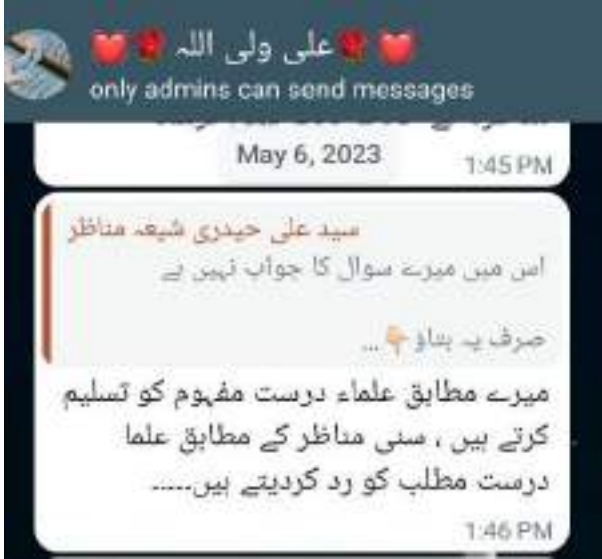 ❤️🌹علی ولی اللہ 🌹❤️
only admins can send messages
May 6, 2023
1:45 PM
سید علی حیدری شیعہ مناظر
اس میں میرے سوال کا جواب نہیں ہے
صرف یہ بتاؤ 👇🏻...
میرے مطابق علماء درست مفہوم کو تسلیم
کرتے ہیں ، سنی مناظر کے مطابق علما
درست مطلب کو رد کردیتے ہیں.....
1:46 PM